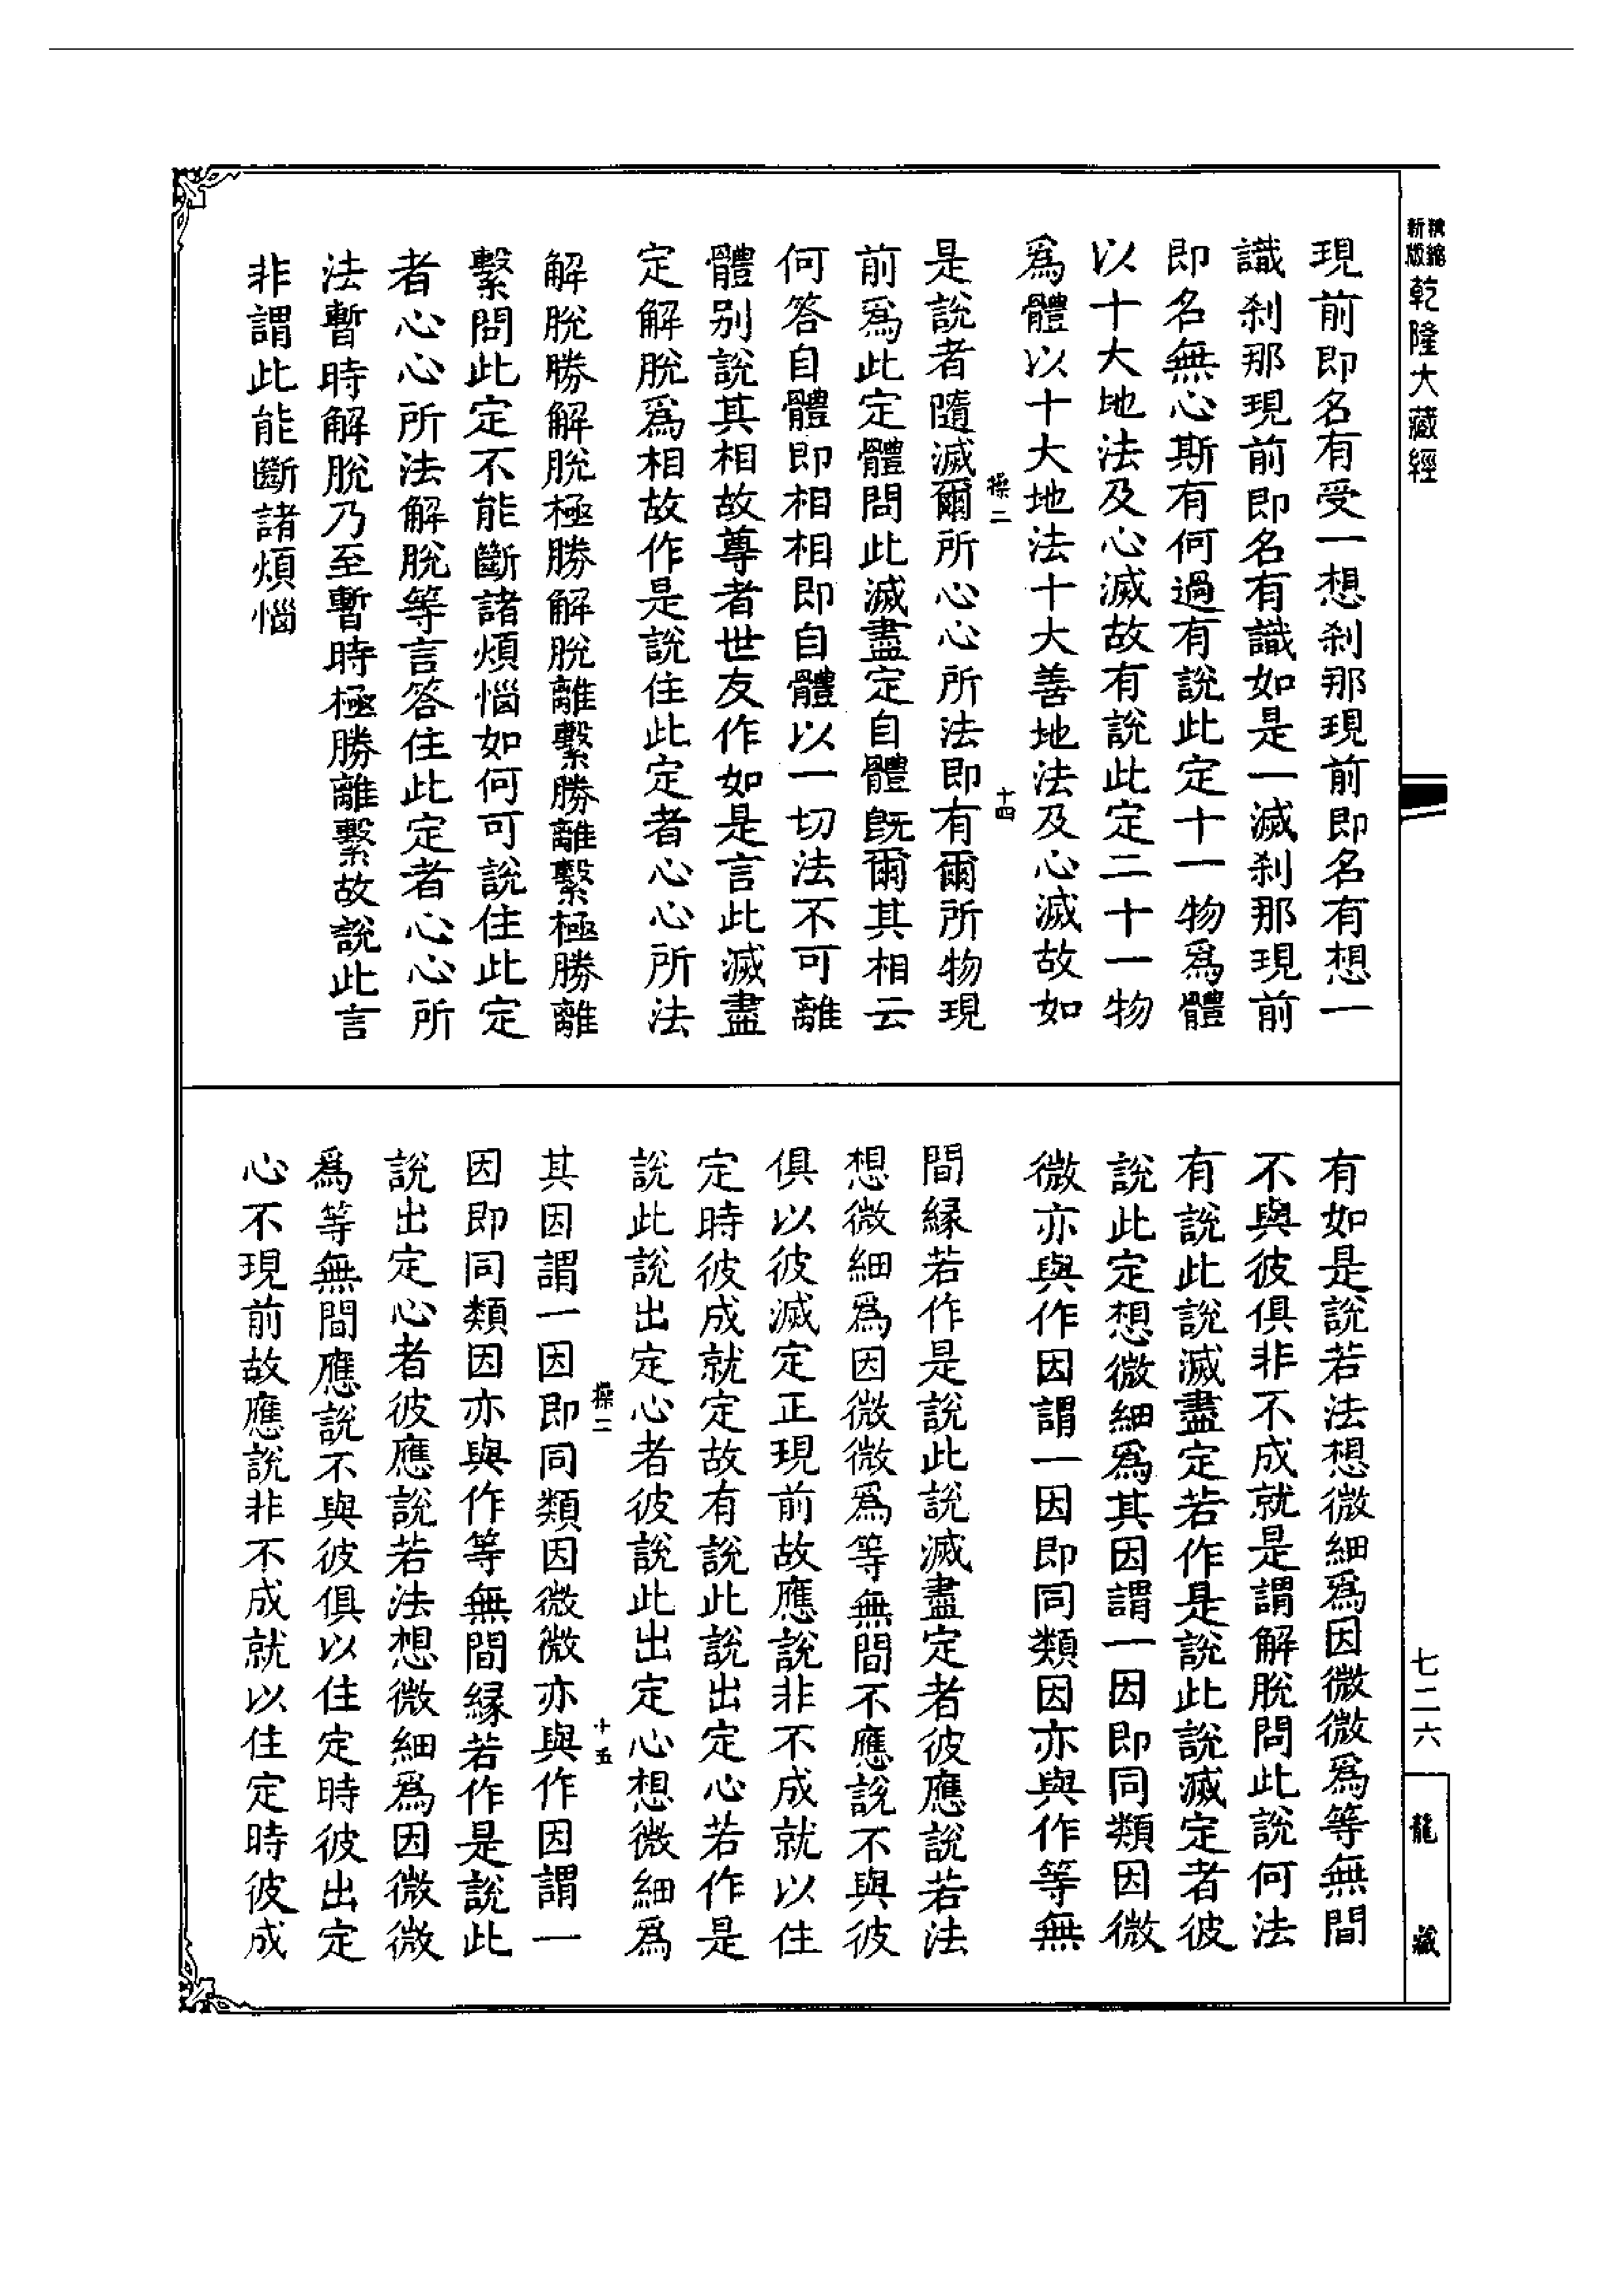 精縮
新版
乾隆大藏經
現前即名有受一想剎那現前即名有想一
識剎那現前即名有識如是一滅剎那現前
即名無心斯有何過有說此定十一物爲體
以十大地法及心滅故有說此定二十一物
爲體以十大地法十大善地法及心滅故如
操二
十四
是說者隨滅爾所心心所法即有爾所物現
前爲此定體問此滅盡定自體旣爾其相云
何答自體即相相即自體以一切法不可離
體别說其相故尊者世友作如是言此滅盡
定解脫爲相故作是說住此定者心心所法
解脫勝解脫極勝解脫離繫勝離繫極勝離
繫問此定不能斷諸煩惱如何可說住此定
者心心所法解脫等言答住此定者心心所
法暫時解脫乃至暫時極勝離繫故說此言
非謂此能斷諸煩惱
有如是說若法想微細爲因微微爲等無間
不與彼俱非不成就是謂解脫問此說何法
有說此說滅盡定若作是說此說滅定者彼
說此定想微細爲其因謂一因即同類因微
微亦與作因謂一因即同類因亦與作等無
間緣若作是說此說滅盡定者彼應說若法
想微細爲因微微爲等無間不應說不與彼
俱以彼滅定正現前故應說非不成就以住
定時彼成就定故有說此說出定心若作是
說此說出定心者彼說此出定心想微細爲
操二
十五
其因謂一因即同類因微微亦與作因謂一
因即同類因亦與作等無間緣若作是說此
說出定心者彼應說若法想微細爲因微微
爲等無間應說不與彼俱以住定時彼出定
心不現前故應說非不成就以住定時彼成
七二六
龍藏